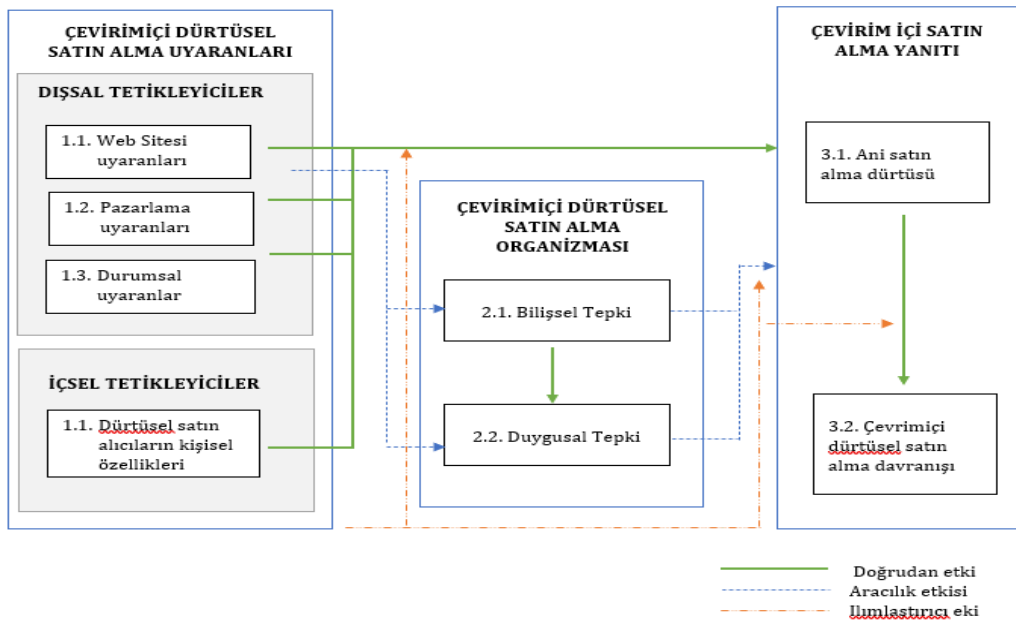 ÇEVİRİMİÇİ DÜRTÜSEL
SATIN ALMA UYARANLARI
DIŞSAL TETİKLEYİCİLER
1.1. Web Sitesi
uyaranları
1.2. Pazarlama
uyaranları
1.3. Durumsal
uyaranlar
İÇSEL TETİKLEYİCİLER
1.1. Dürtüsel satın
alıcıların kişisel
özellikleri
ÇEVİRİMİÇİ DÜRTÜSEL
SATIN ALMA
ORGANİZMASI
2.1. Bilişsel Tepki
2.2. Duygusal Tepki
ÇEVİRİM İÇİ SATIN
ALMA YANITI
3.1. Ani satın
alma dürtüsü
3.2. Çevrimiçi
dürtüsel satın
alma davranışı
Doğrudan etki
Aracılık etkisi
Ilımlaştırıcı eki